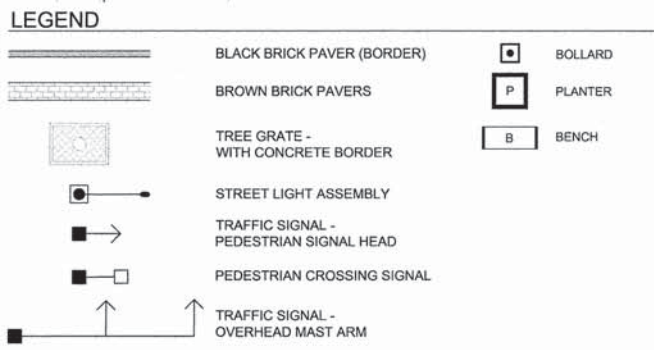 LEGEND
BLACK BRICK PAVER (BORDER)
BROWN BRICK PAVERS
TREE GRATE -
WITH CONCRETE BORDER
STREET LIGHT ASSEMBLY
TRAFFIC SIGNAL -
PEDESTRIAN SIGNAL HEAD
PEDESTRIAN CROSSING SIGNAL
TRAFFIC SIGNAL -
OVERHEAD MAST ARM
BOLLARD
P PLANTER
B BENCH